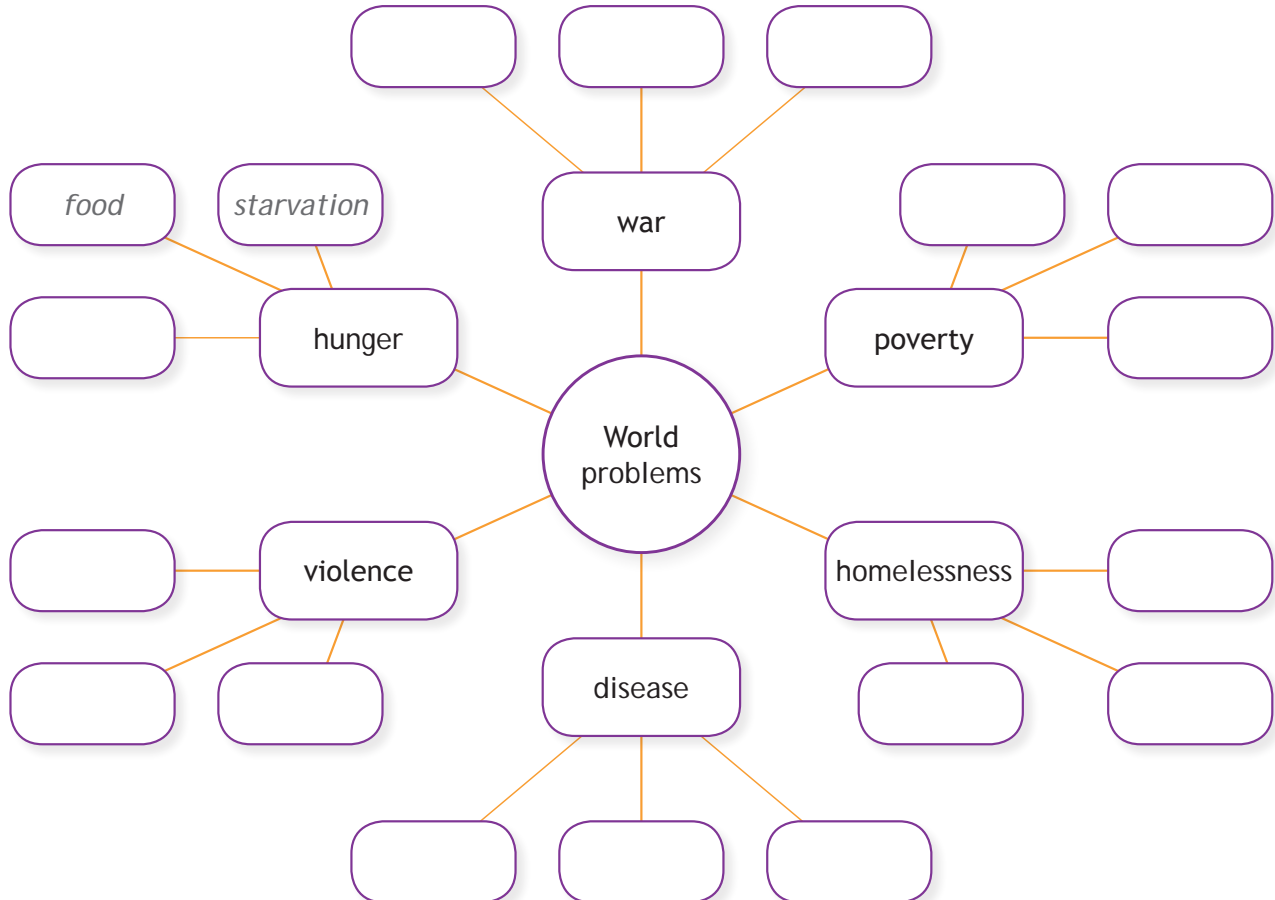 food
starvation
war
hunger
poverty
World
problems
violence
homelessness
disease